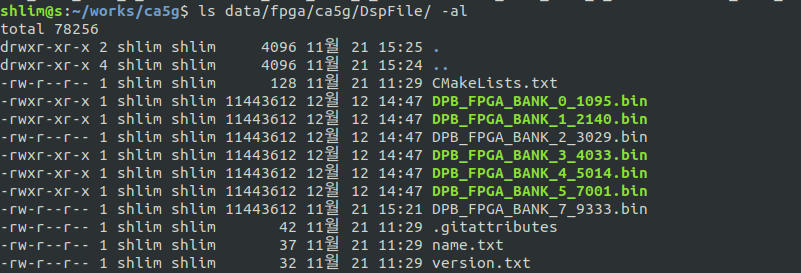 shlim@s:~/works/ca5g$ ls data/fpga/ca5g/DspFile/ -al
total 78256
drwxr-xr-x 2 shlim shlim     4096 11월 21 15:25 .
drwxr-xr-x 4 shlim shlim     4096 11월 21 15:24 ..
-rw-r--r-- 1 shlim shlim      128 11월 21 11:29 CMakeLists.txt
-rwxr-xr-x 1 shlim shlim 11443612 12월 12 14:47 DPB_FPGA_BANK_0_1095.bin
-rwxr-xr-x 1 shlim shlim 11443612 12월 12 14:47 DPB_FPGA_BANK_1_2140.bin
-rw-r--r-- 1 shlim shlim 11443612 12월 12 14:47 DPB_FPGA_BANK_2_3029.bin
-rwxr-xr-x 1 shlim shlim 11443612 12월 12 14:47 DPB_FPGA_BANK_3_4033.bin
-rwxr-xr-x 1 shlim shlim 11443612 12월 12 14:47 DPB_FPGA_BANK_4_5014.bin
-rwxr-xr-x 1 shlim shlim 11443612 12월 12 14:47 DPB_FPGA_BANK_5_7001.bin
-rw-r--r-- 1 shlim shlim 11443612 11월 21 15:21 DPB_FPGA_BANK_7_9333.bin
-rw-r--r-- 1 shlim shlim       42 11월 21 11:29 .gitattributes
-rw-r--r-- 1 shlim shlim       37 11월 21 11:29 name.txt
-rw-r--r-- 1 shlim shlim       32 11월 21 11:29 version.txt